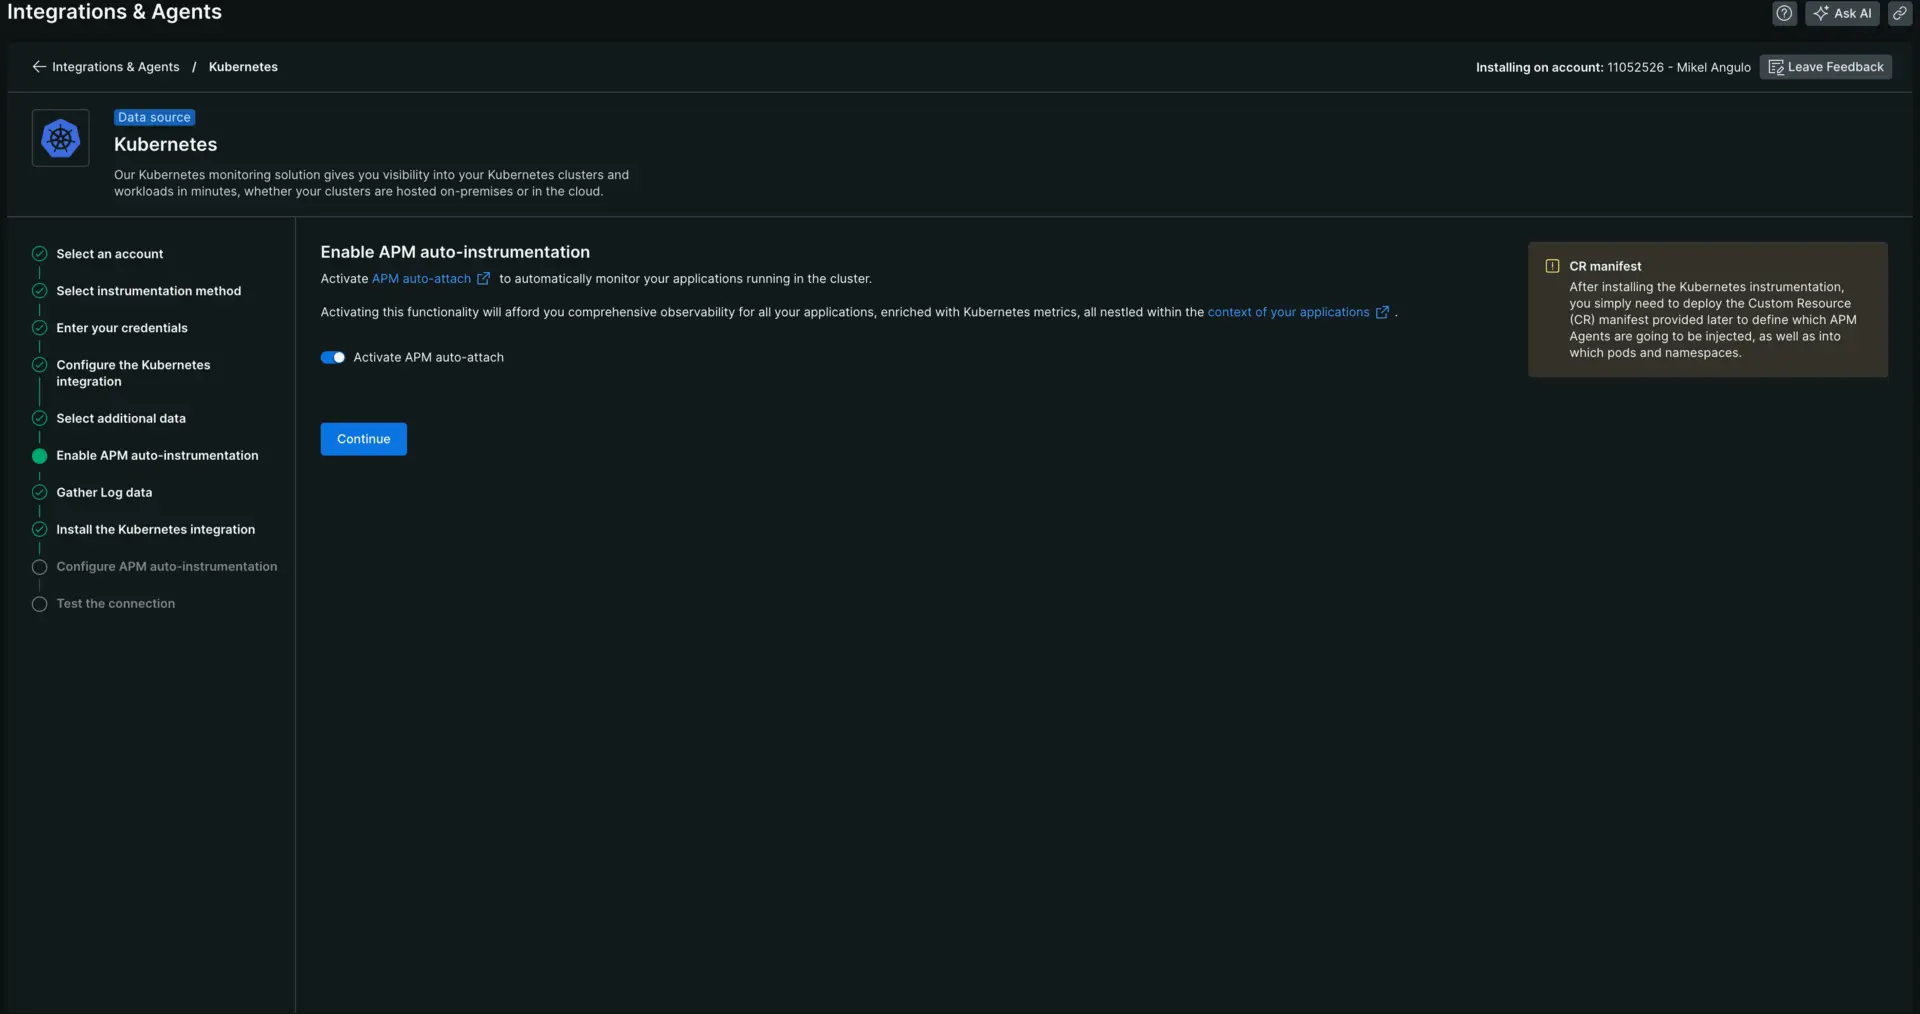 Integrations & Agents
Ask AI
Integrations & Agents / Kubernetes
Installing on account: 11052526 - Mikel Angulo
Leave Feedback
Data source
Kubernetes
Our Kubernetes monitoring solution gives you visibility into your Kubernetes clusters and
workloads in minutes, whether your clusters are hosted on-premises or in the cloud.
Select an account
Select instrumentation method
Enter your credentials
Configure the Kubernetes
integration
Select additional data
Enable APM auto-instrumentation
Gather Log data
Install the Kubernetes integration
Configure APM auto-instrumentation
Test the connection
Enable APM auto-instrumentation
Activate APM auto-attach to automatically monitor your applications running in the cluster.
Activating this functionality will afford you comprehensive observability for all your applications, enriched with Kubernetes metrics, all nestled within the context of your applications .
Activate APM auto-attach
Continue
CR manifest
After installing the Kubernetes instrumentation,
you simply need to deploy the Custom Resource
(CR) manifest provided later to define which APM
Agents are going to be injected, as well as into
which pods and namespaces.